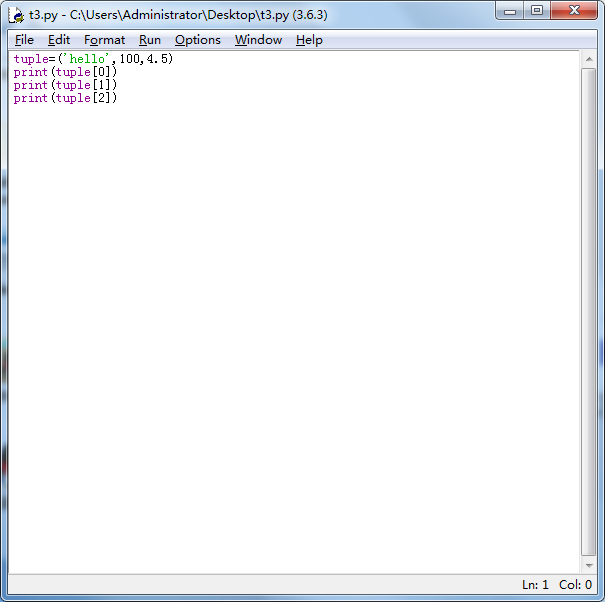 t3.py - C:\Users\Administrator\Desktop\t3.py (3.6.3)
File Edit Format Run Options Window Help
tuple=('hello',100,4.5)
print(tuple[0])
print(tuple[1])
print(tuple[2])
Ln: 1 Col: 0